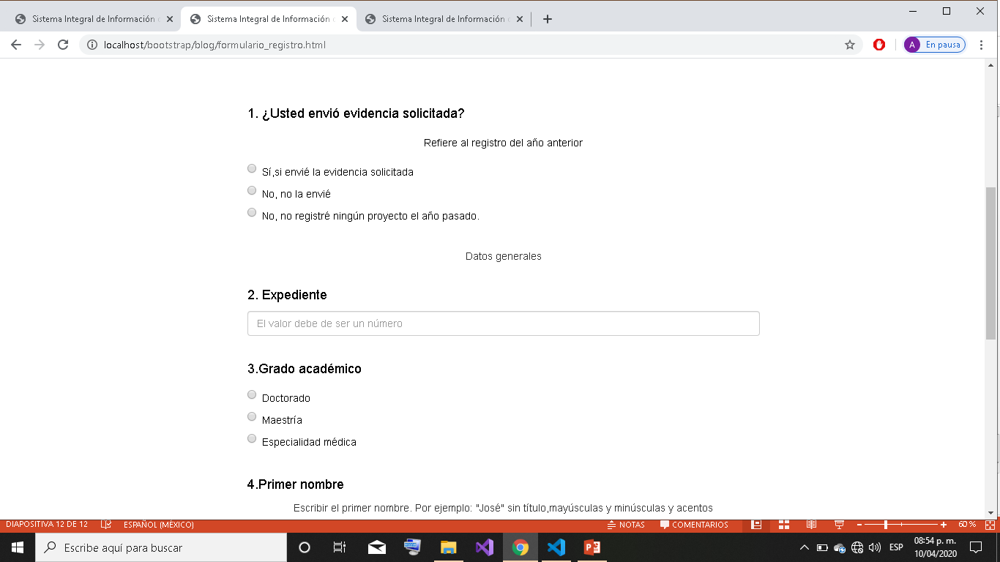 Sistema Integral de Información
Sistema Integral de Información
Sistema Integral de Información
localhost/bootstrap/blog/formulario_registro.html
A En pausa
1. ¿Usted envió evidencia solicitada?
Refiere al registro del año anterior
Sí,si envié la evidencia solicitada
No, no la envié
No, no registré ningún proyecto el año pasado.
Datos generales
2. Expediente
El valor debe de ser un número
3.Grado académico
Doctorado
Maestría
Especialidad médica
4.Primer nombre
Escribir el primer nombre. Por ejemplo: "José" sin título,mayúsculas y minúsculas y acentos
DIAPOSITIVA 12 DE 12 ESPAÑOL (MÉXICO) NOTAS COMENTARIOS 60 %
Escribe aquí para buscar
ESP
08:54 p. m.
10/04/2020